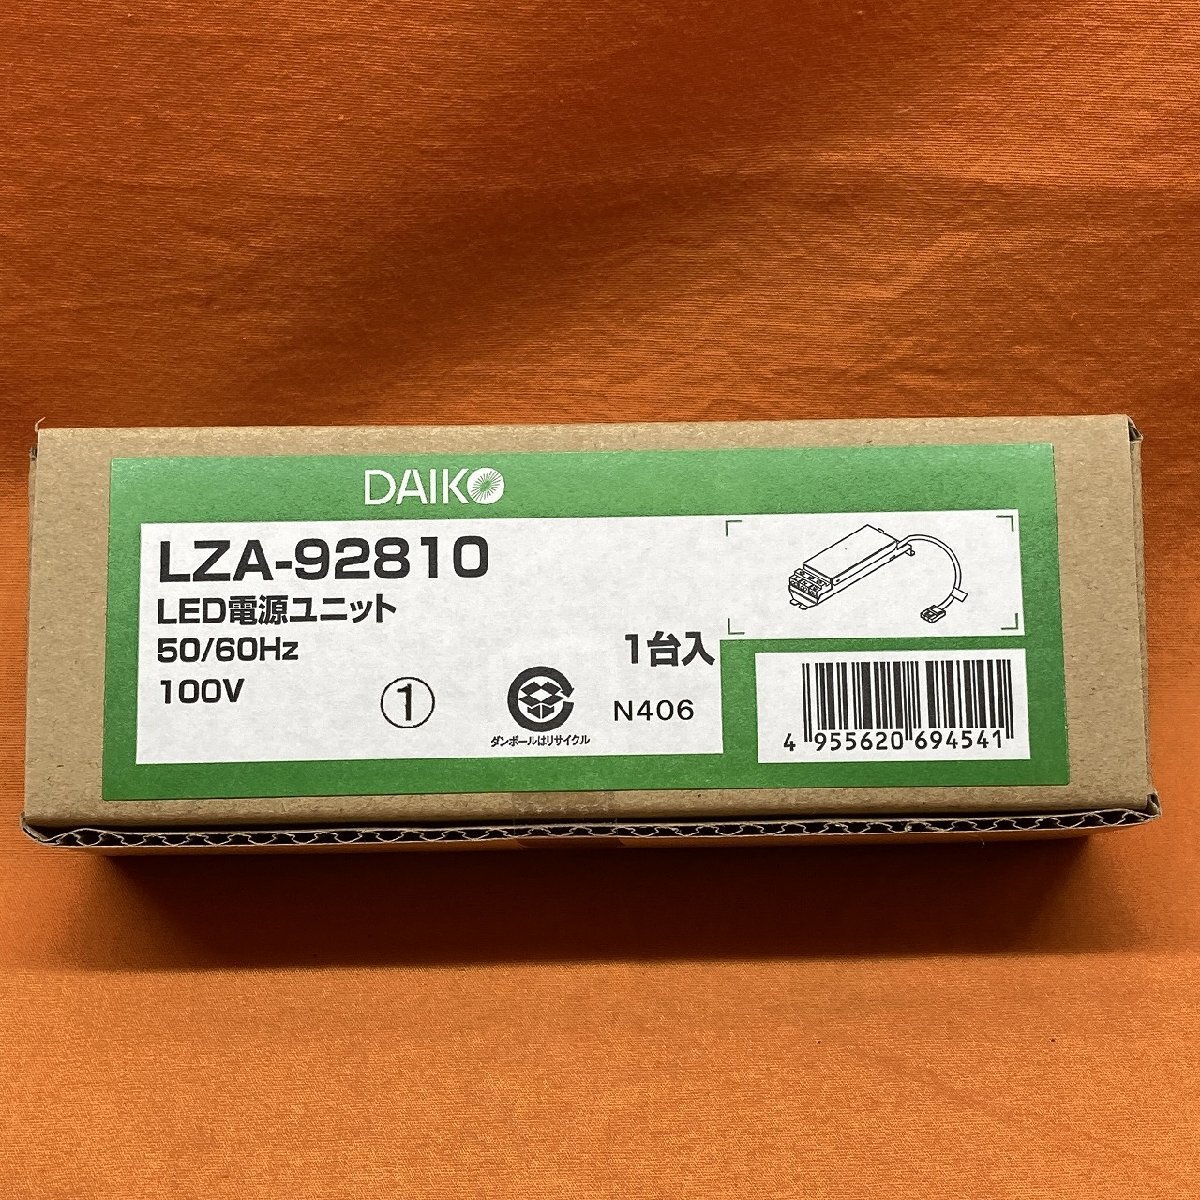 DAIKO
LZA-92810
LED電源ユニット
50/60Hz
1台入
100V
①
N406
ダンボールはリサイクル
4 955620 694541